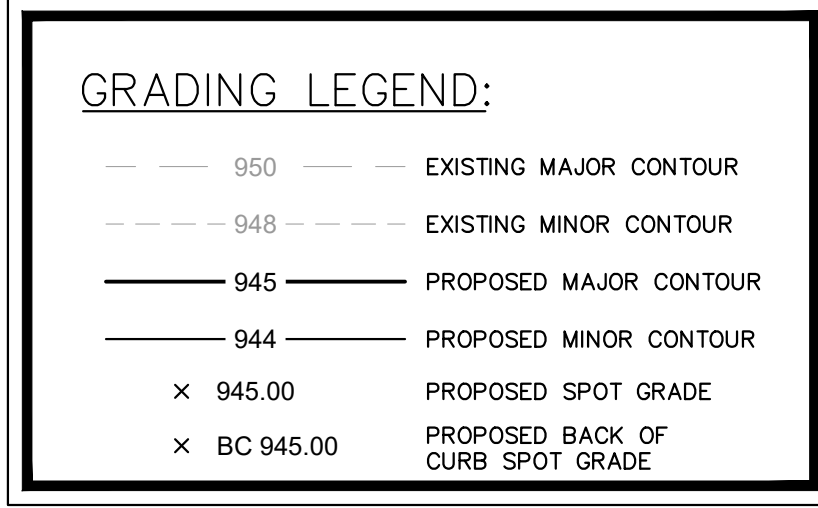 GRADING LEGEND:
950 EXISTING MAJOR CONTOUR
948 EXISTING MINOR CONTOUR
945 PROPOSED MAJOR CONTOUR
944 PROPOSED MINOR CONTOUR
× 945.00 PROPOSED SPOT GRADE
× BC 945.00 PROPOSED BACK OF
CURB SPOT GRADE